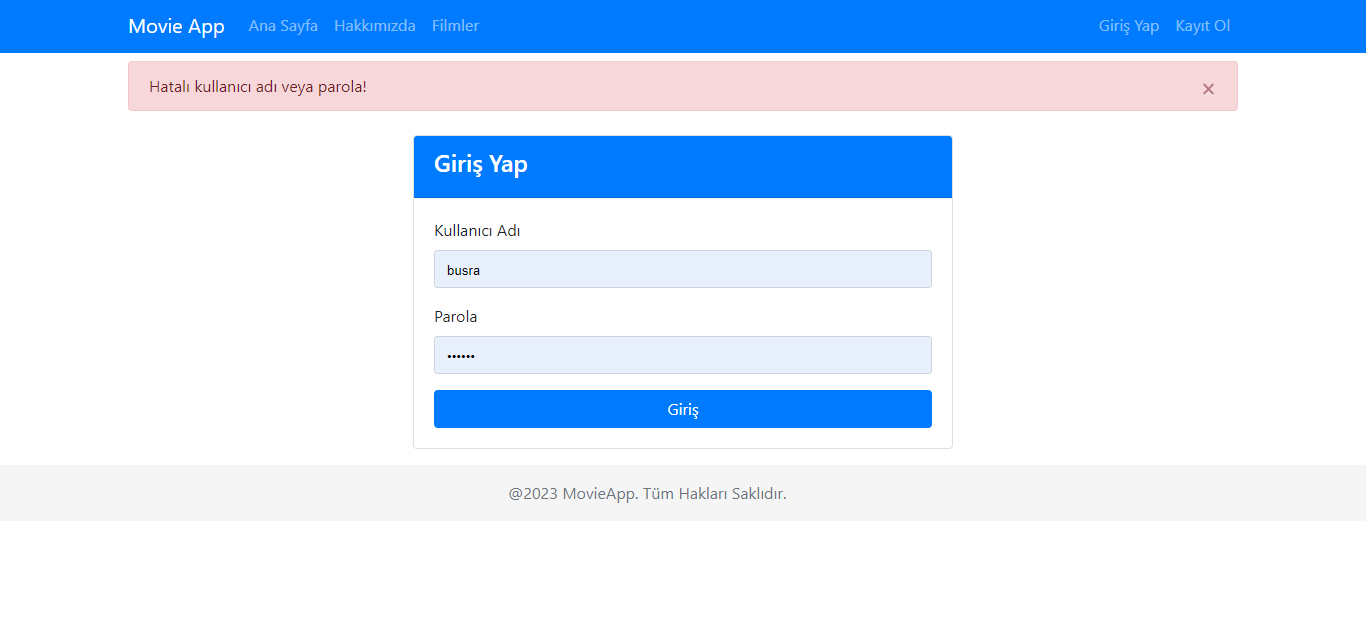 Movie App Ana Sayfa Hakkımızda Filmler Giriş Yap Kayıt Ol
Hatalı kullanıcı adı veya parola! ×
Giriş Yap
Kullanıcı Adı
busra
Parola
••••••
Giriş
@2023 MovieApp. Tüm Hakları Saklıdır.